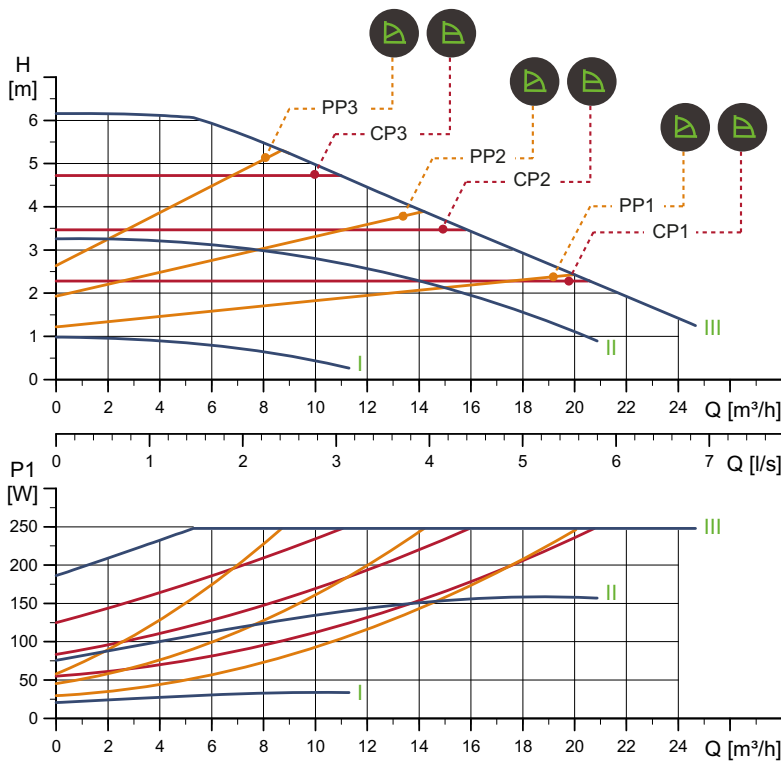 H
[m]
6
5
4
3
2
1
0
PP3
CP3
PP2
CP2
PP1
CP1
III
II
I
0 2 4 6 8 10 12 14 16 18 20 22 24 Q [m³/h]
0 1 2 3 4 5 6 7 Q [l/s]
P1
[W]
250
200
150
100
50
0
III
II
I
0 2 4 6 8 10 12 14 16 18 20 22 24 Q [m³/h]